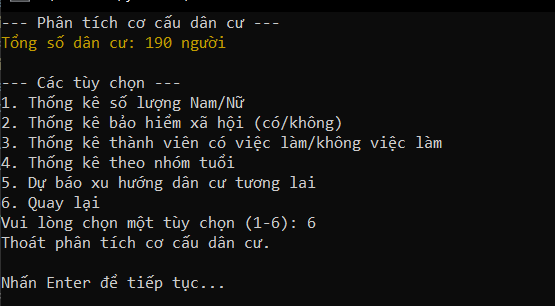 --- Phân tích cơ cấu dân cư ---
Tổng số dân cư: 190 người
--- Các tùy chọn ---
1. Thống kê số lượng Nam/Nữ
2. Thống kê bảo hiểm xã hội (có/không)
3. Thống kê thành viên có việc làm/không việc làm
4. Thống kê theo nhóm tuổi
5. Dự báo xu hướng dân cư tương lai
6. Quay lại
Vui lòng chọn một tùy chọn (1-6): 6
Thoát phân tích cơ cấu dân cư.
Nhấn Enter để tiếp tục...